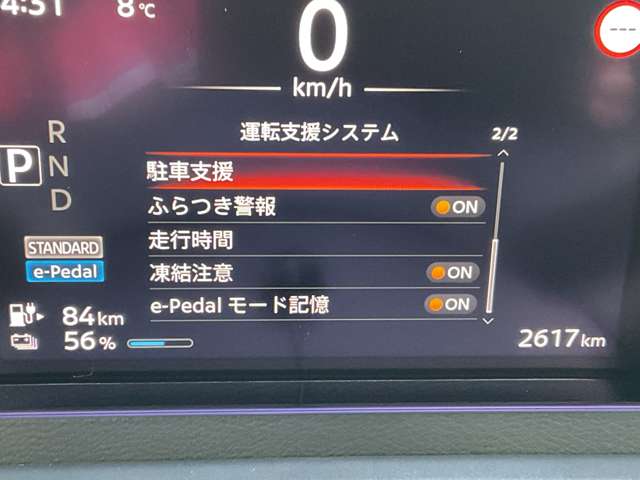 4:31 8℃
0
km/h
---
R
N
D
P
STANDARD
e-Pedal
84km
56%
運転支援システム 2/2
駐車支援
ふらつき警報 ON
走行時間
凍結注意 ON
e-Pedal モード記憶 ON
2617km